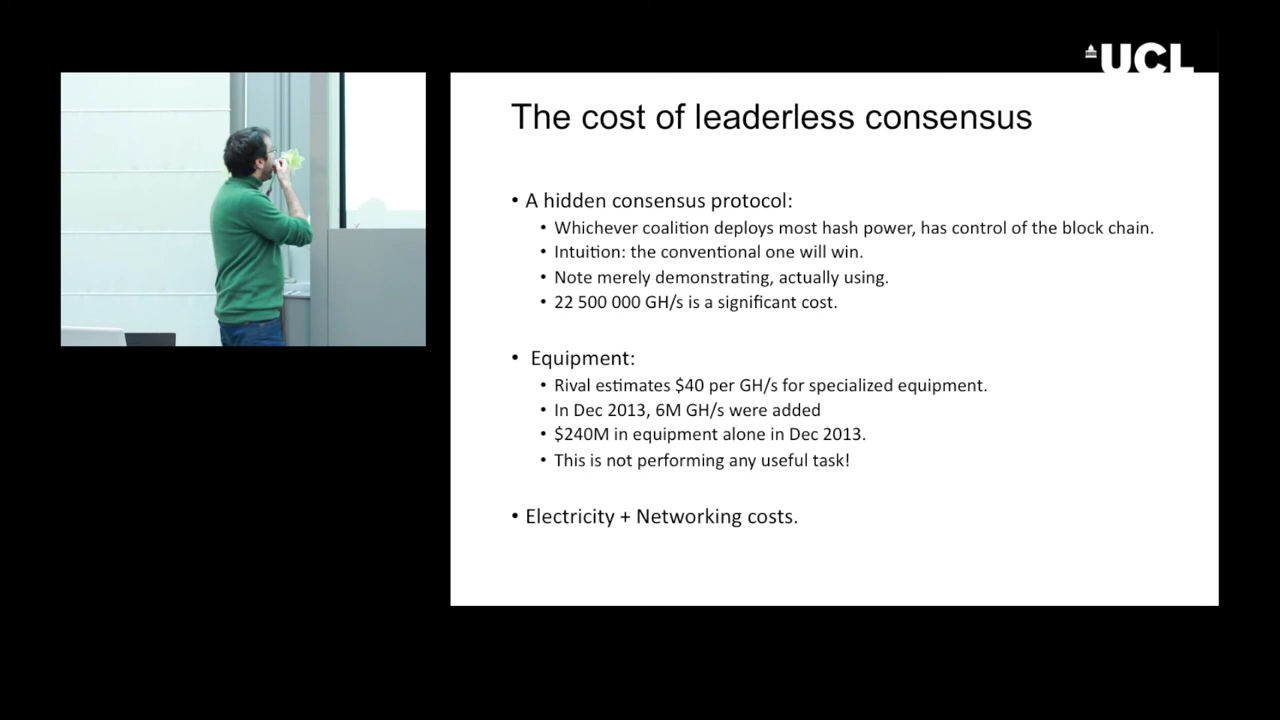 UCL
The cost of leaderless consensus
• A hidden consensus protocol:
• Whichever coalition deploys most hash power, has control of the block chain.
• Intuition: the conventional one will win.
• Note merely demonstrating, actually using.
• 22 500 000 GH/s is a significant cost.
• Equipment:
• Rival estimates $40 per GH/s for specialized equipment.
• In Dec 2013, 6M GH/s were added
• $240M in equipment alone in Dec 2013.
• This is not performing any useful task!
• Electricity + Networking costs.